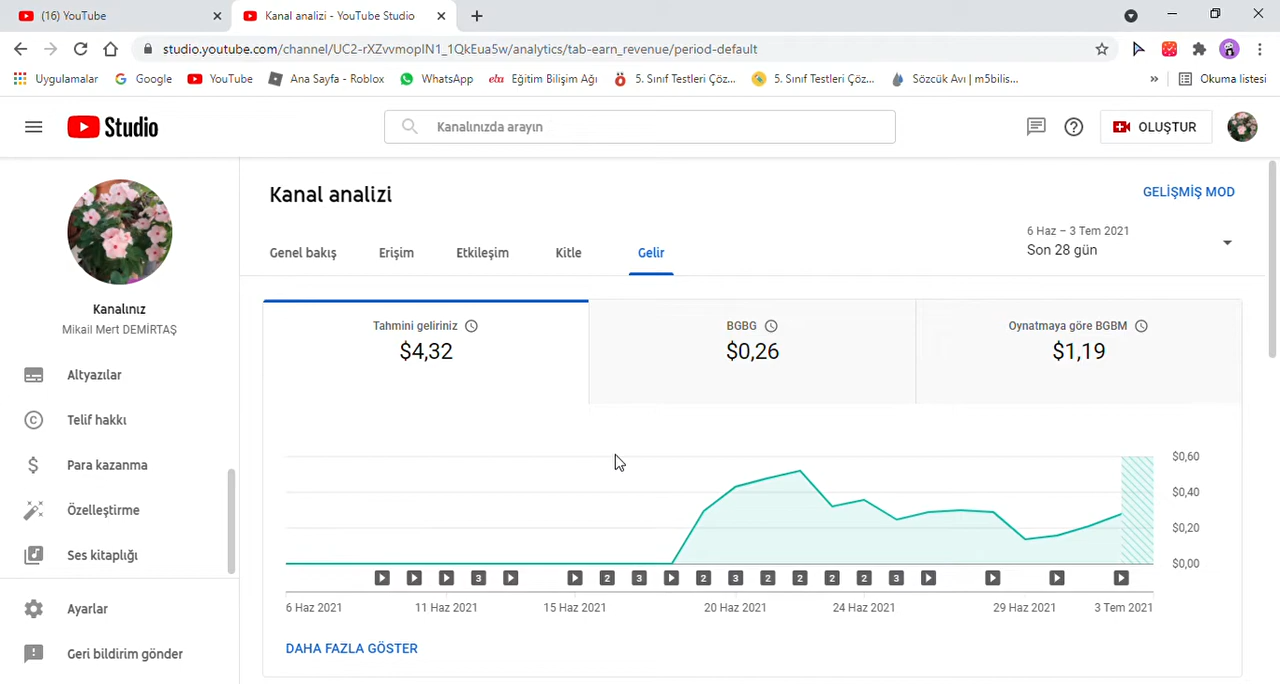 (16) YouTube
Kanal analizi - YouTube Studio
studio.youtube.com/channel/UC2-rXZvvmopIN1_1QkEua5w/analytics/tab-earn_revenue/period-default
Uygulamalar Google YouTube Ana Sayfa - Roblox WhatsApp eba Eğitim Bilişim Ağı 5. Sınıf Testleri Çöz... 5. Sınıf Testleri Çöz... Sözcük Avı | m5bilis... » Okuma listesi
Studio
Kanalınızda arayın
OLUŞTUR
Kanalınız
Mikail Mert DEMİRTAŞ
Altyazılar
Telif hakkı
Para kazanma
Özelleştirme
Ses kitaplığı
Ayarlar
Geri bildirim gönder
Kanal analizi
GELİŞMİŞ MOD
Genel bakış Erişim Etkileşim Kitle Gelir
6 Haz – 3 Tem 2021
Son 28 gün
Tahmini geliriniz
$4,32
BGBG
$0,26
Oynatmaya göre BGBM
$1,19
$0,60
$0,40
$0,20
$0,00
3 2 3 2 3 2 2 2 2 3
6 Haz 2021 11 Haz 2021 15 Haz 2021 20 Haz 2021 24 Haz 2021 29 Haz 2021 3 Tem 2021
DAHA FAZLA GÖSTER